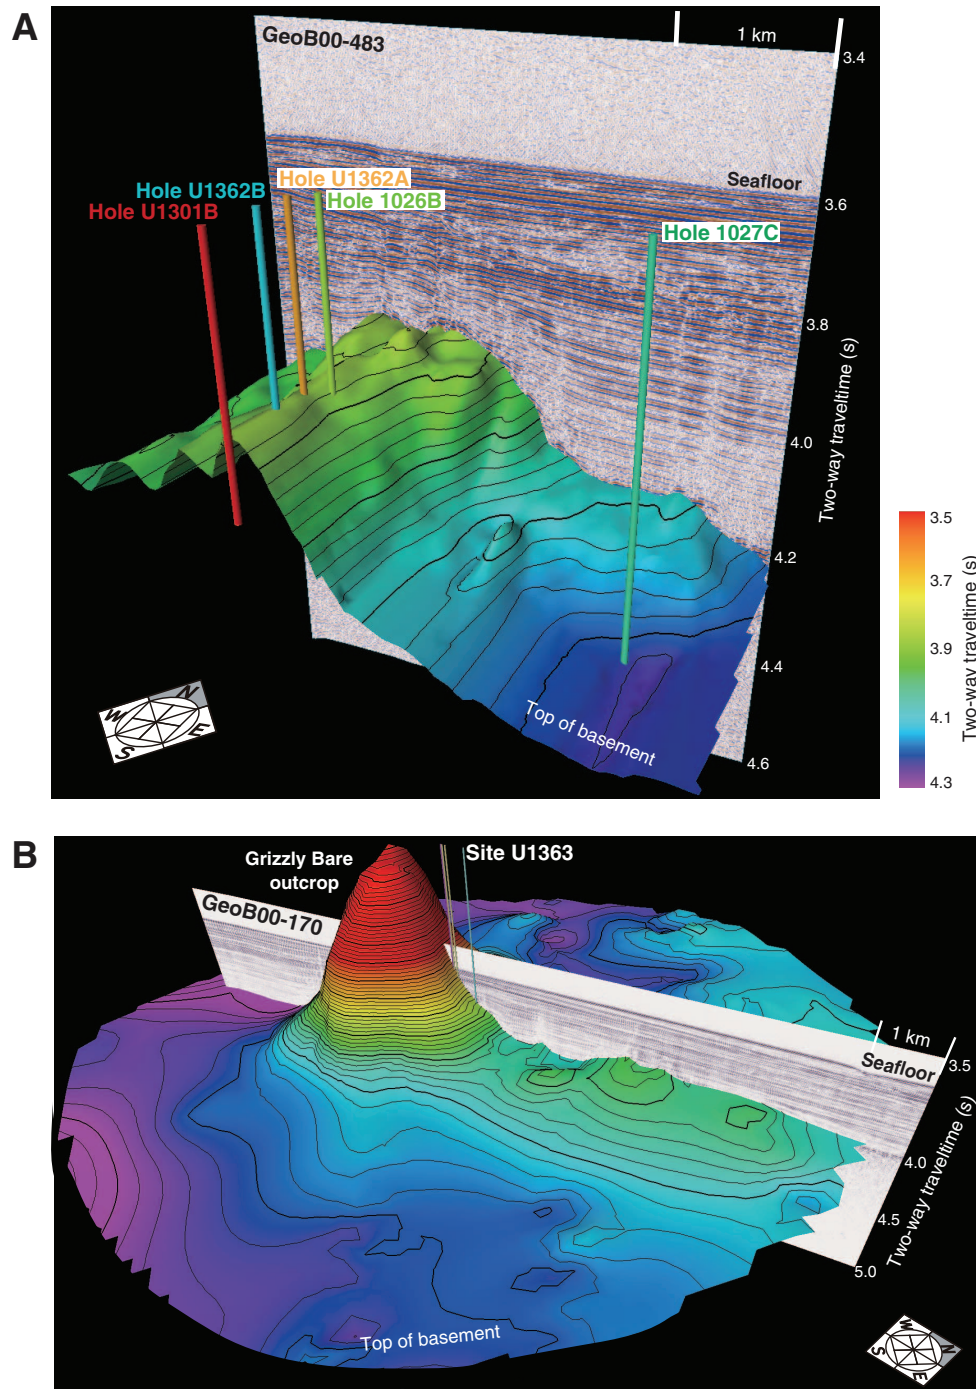 A
GeoB00-483
1 km
3.4
Seafloor
3.6
Hole U1362A
Hole U1362B
Hole 1026B
Hole U1301B
Hole 1027C
3.8
4.0
4.2
4.4
4.6
Two-way traveltime (s)
Top of basement
N
W
E
S
3.5
3.7
3.9
4.1
4.3
Two-way traveltime (s)
B
Grizzly Bare
outcrop
Site U1363
GeoB00-170
1 km
Seafloor
3.5
4.0
4.5
5.0
Two-way traveltime (s)
Top of basement
W
N
S
E